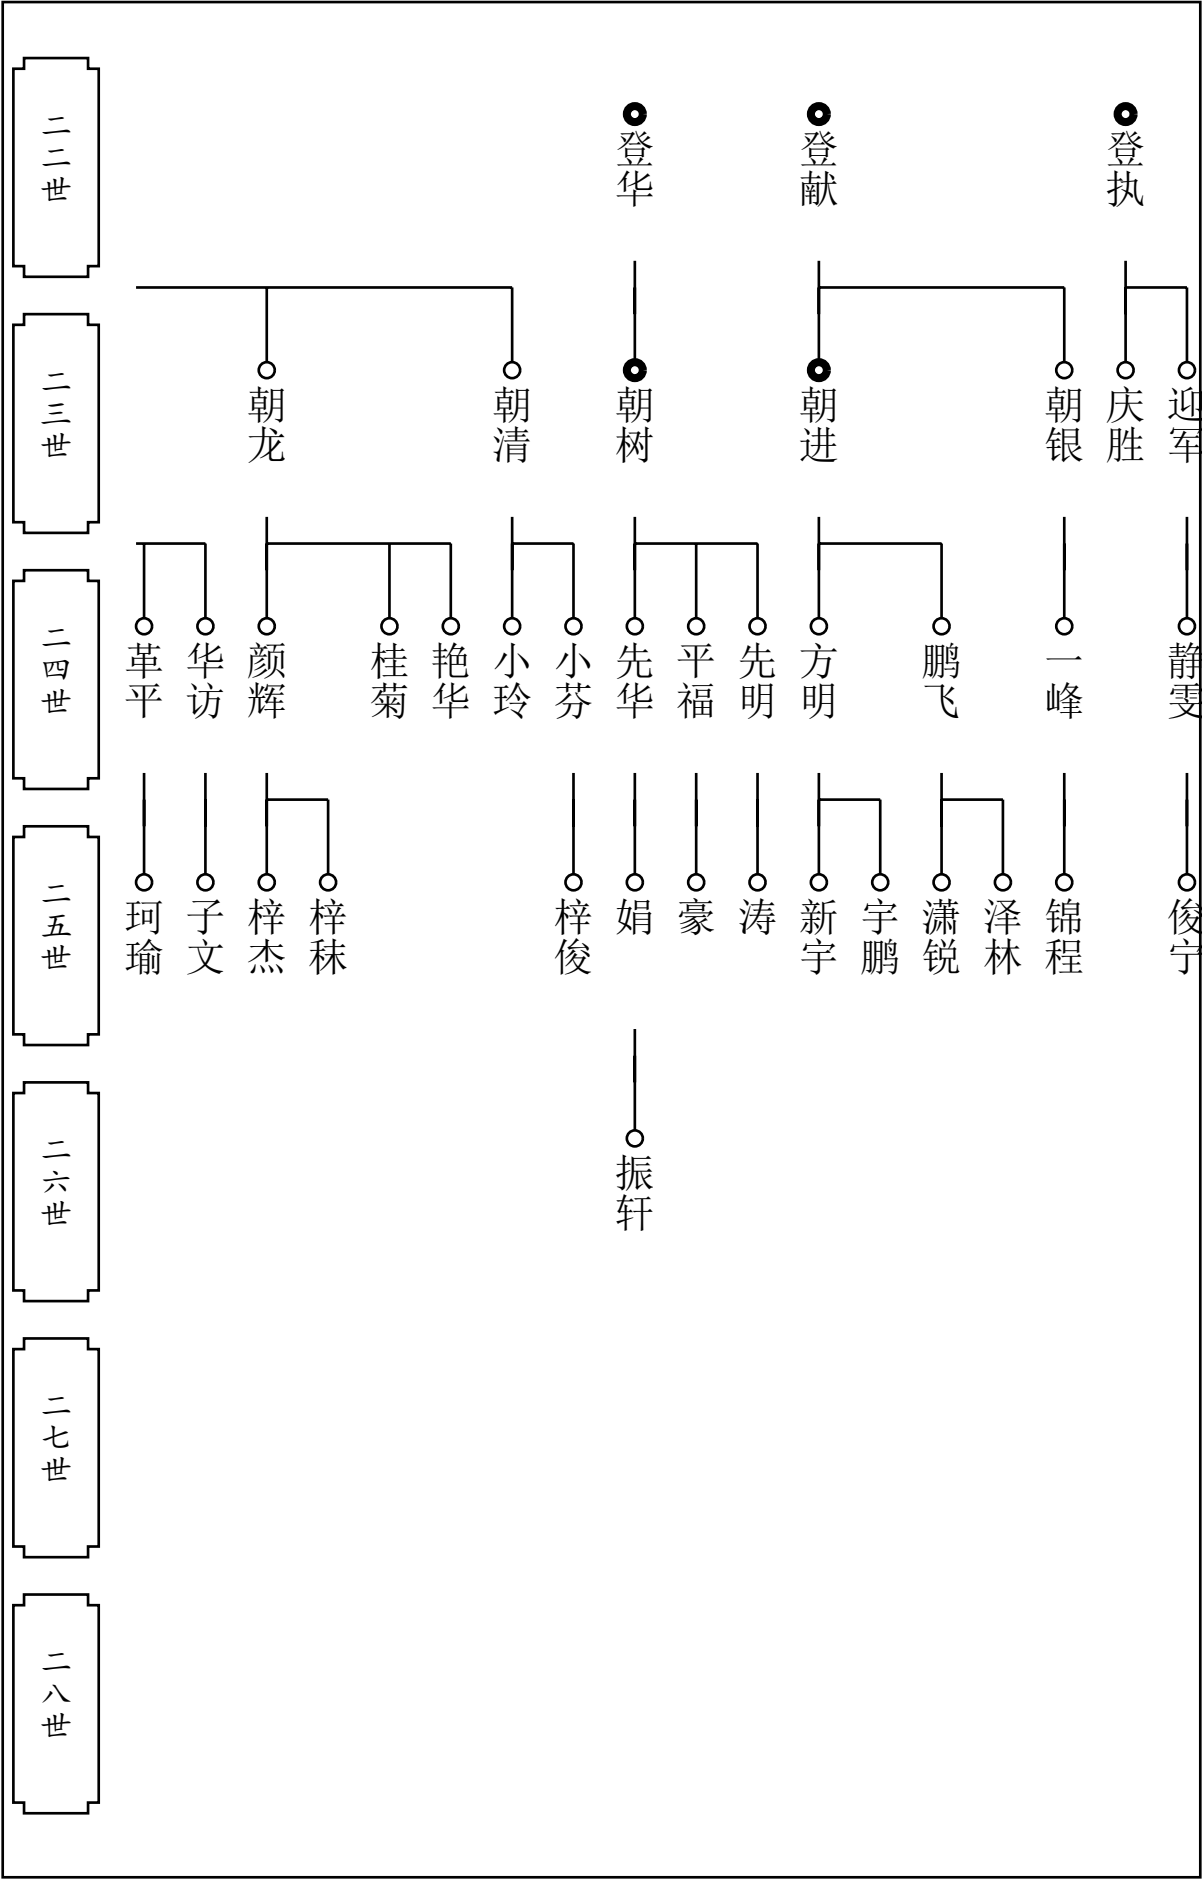 二二世
登华
登献
登执
二三世
朝龙
朝清
朝树
朝进
朝银
庆胜
迎军
二四世
革平
华访
颜辉
桂菊
艳华
小玲
小芬
先华
平福
先明
方明
鹏飞
一峰
静雯
二五世
珂瑜
子文
梓杰
梓秣
梓俊
娟
豪
涛
新宇
宇鹏
潇锐
泽林
锦程
俊宁
二六世
振轩
二七世
二八世